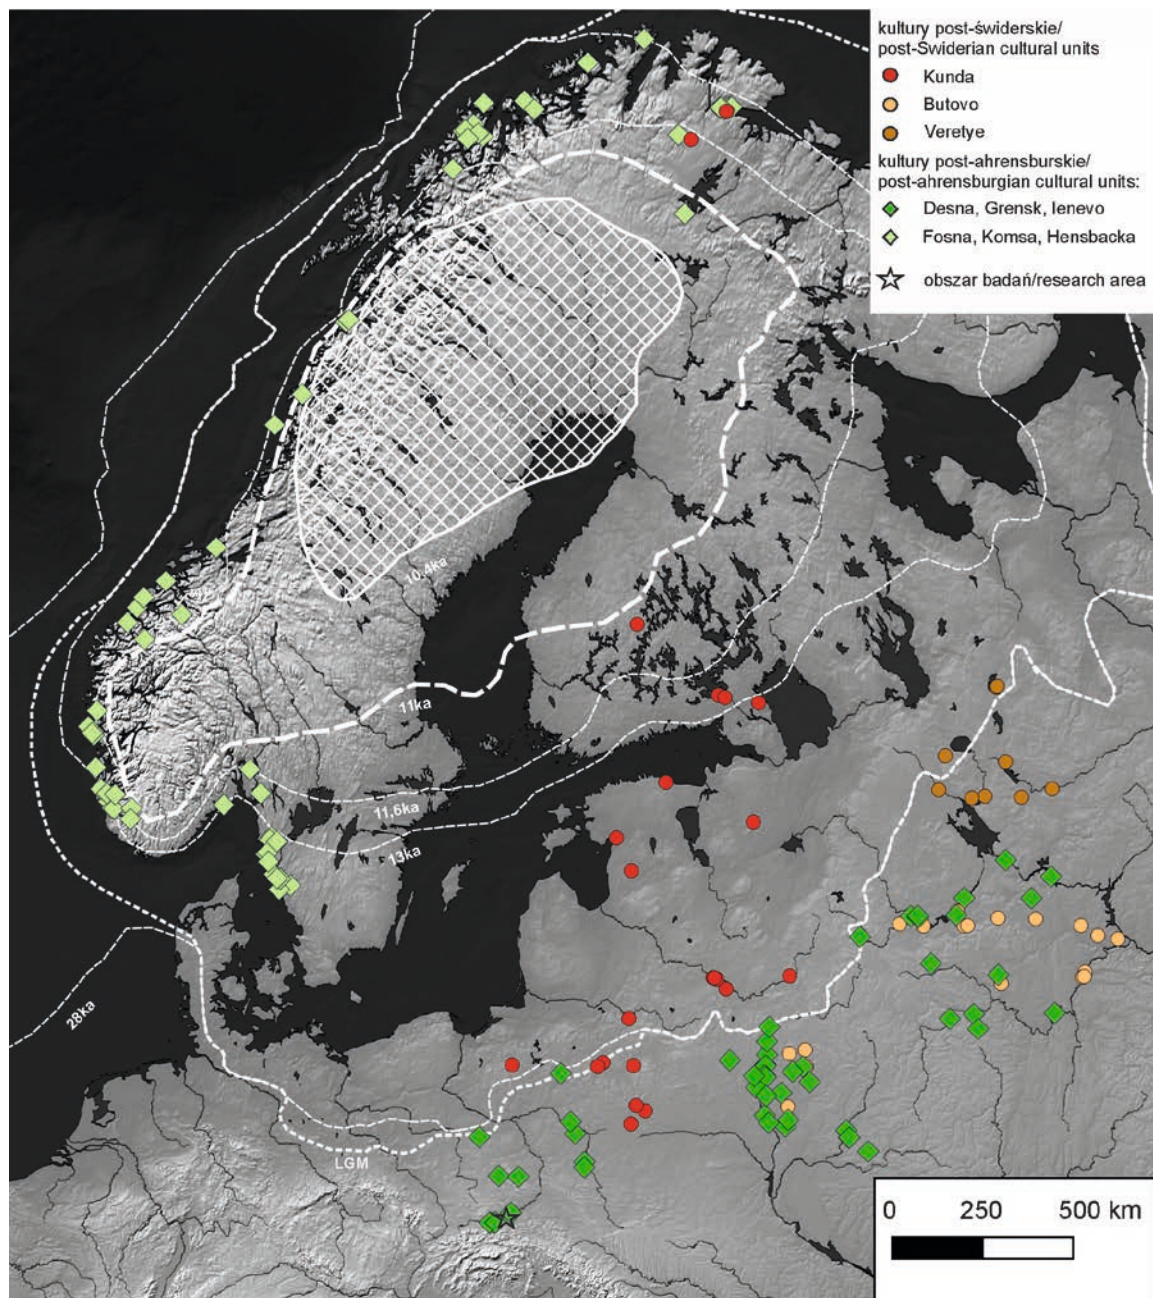 kultury post-świderskie/
post-Świderian cultural units
Kunda
Butovo
Veretye
kultury post-ahrensburskie/
post-ahrensburgian cultural units:
Desna, Grensk, Ienevo
Fosna, Komsa, Hensbacka
obszar badań/research area
10,4ka
11ka
11,6ka
13ka
28ka
LGM
0 250 500 km